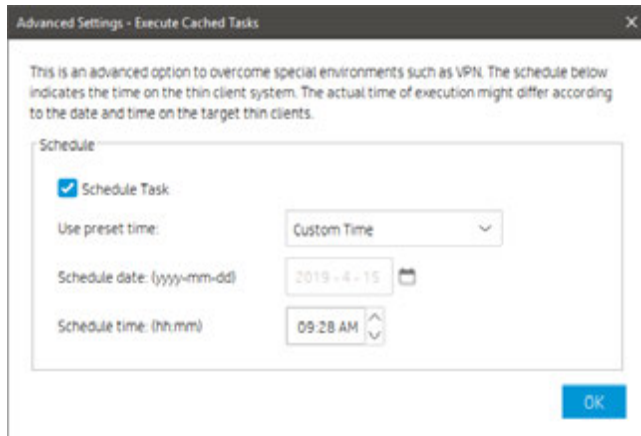 Advanced Settings - Execute Cached Tasks
This is an advanced option to overcome special environments such as VPN. The schedule below
indicates the time on the thin client system. The actual time of execution might differ according
to the date and time on the target thin clients.
Schedule
Schedule Task
Use preset time: Custom Time
Schedule date: (yyyy-mm-dd) 2019 - 4 - 15
Schedule time: (hh:mm) 09:28 AM
OK